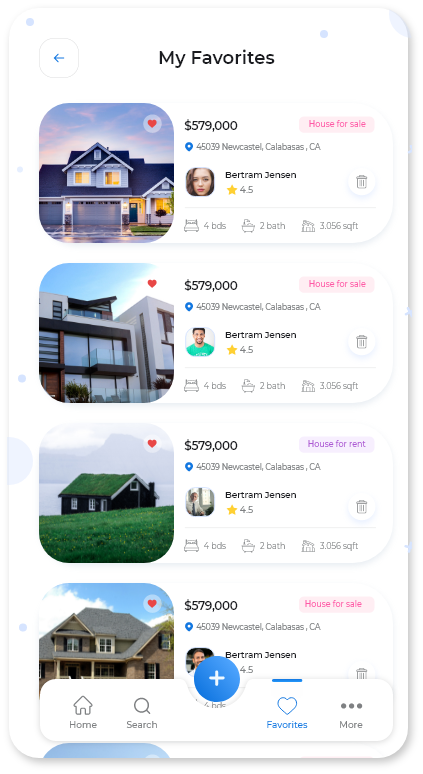 My Favorites
$579,000 House for sale
45039 Newcastel, Calabasas , CA
Bertram Jensen
4.5
4 bds 2 bath 3.056 sqft
$579,000 House for sale
45039 Newcastel, Calabasas , CA
Bertram Jensen
4.5
4 bds 2 bath 3.056 sqft
$579,000 House for rent
45039 Newcastel, Calabasas , CA
Bertram Jensen
4.5
4 bds 2 bath 3.056 sqft
$579,000 House for sale
45039 Newcastel, Calabasas , CA
Bertram Jensen
4.5
4 bds
Home Search Favorites More